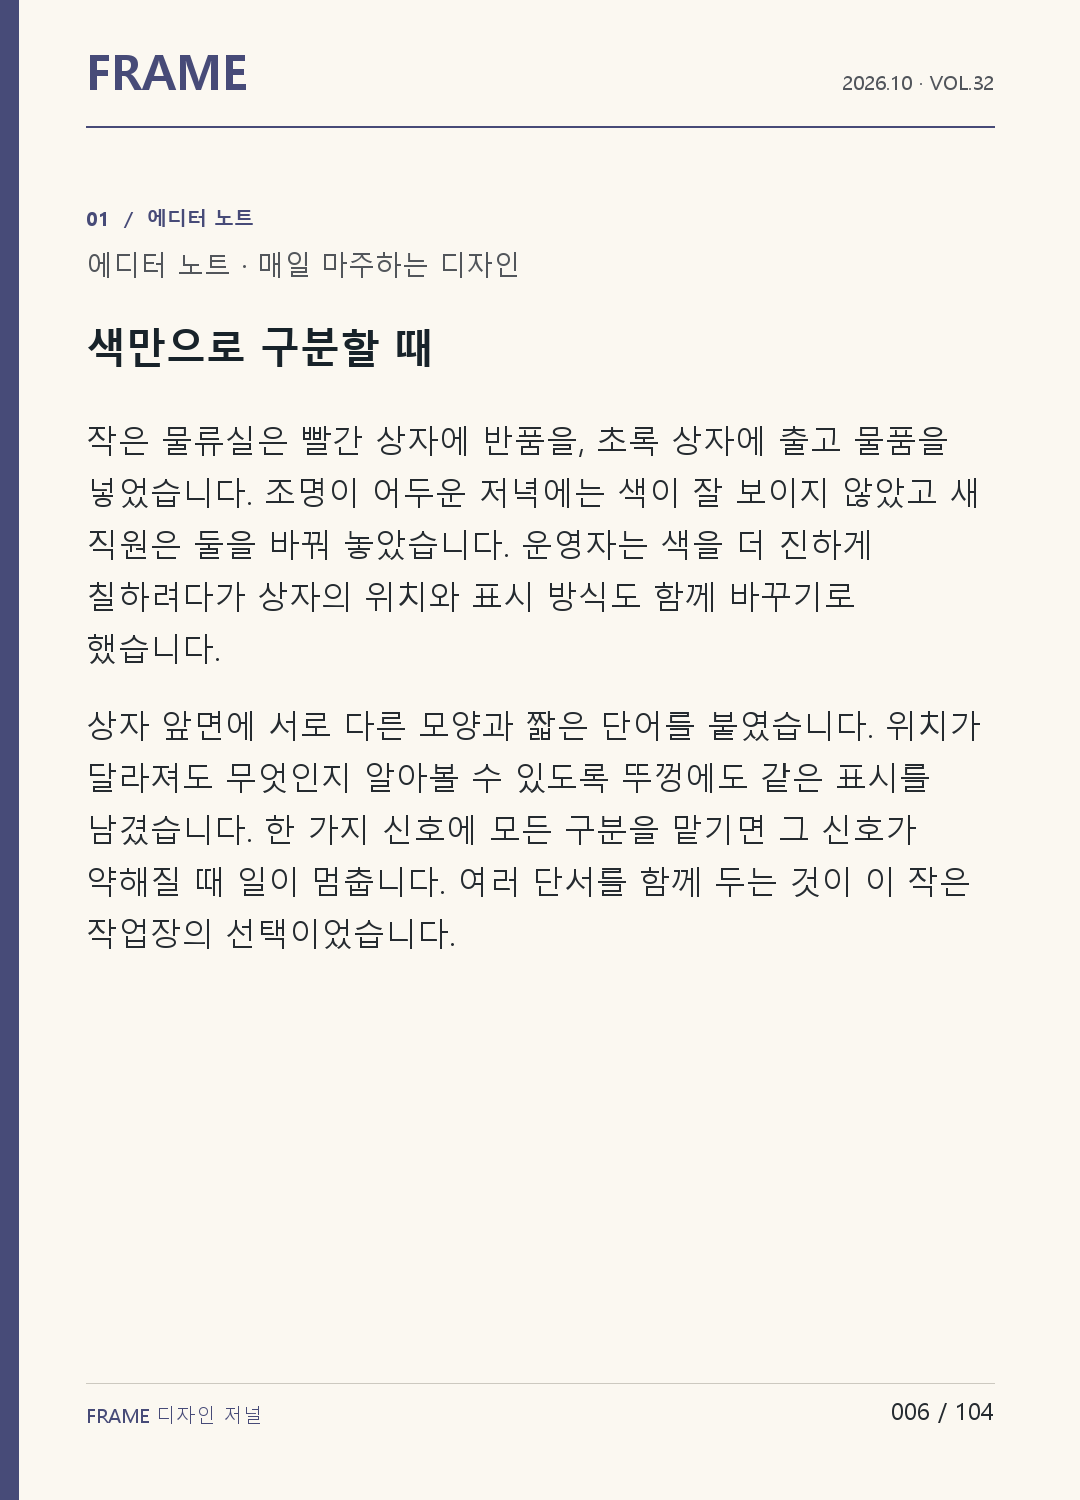 FRAME
2026.10 · VOL.32
01 / 에디터 노트
에디터 노트 · 매일 마주하는 디자인
색만으로 구분할 때
작은 물류실은 빨간 상자에 반품을, 초록 상자에 출고 물품을
넣었습니다. 조명이 어두운 저녁에는 색이 잘 보이지 않았고 새
직원은 둘을 바꿔 놓았습니다. 운영자는 색을 더 진하게
칠하려다가 상자의 위치와 표시 방식도 함께 바꾸기로
했습니다.
상자 앞면에 서로 다른 모양과 짧은 단어를 붙였습니다. 위치가
달라져도 무엇인지 알아볼 수 있도록 뚜껑에도 같은 표시를
남겼습니다. 한 가지 신호에 모든 구분을 맡기면 그 신호가
약해질 때 일이 멈춥니다. 여러 단서를 함께 두는 것이 이 작은
작업장의 선택이었습니다.
FRAME 디자인 저널
006 / 104